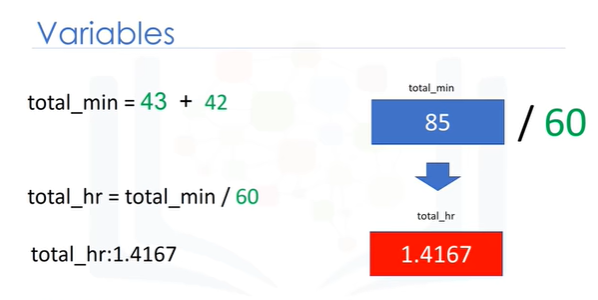 Variables
total_min = 43 + 42
total_min
85 / 60
total_hr = total_min / 60
total_hr
total_hr:1.4167
1.4167